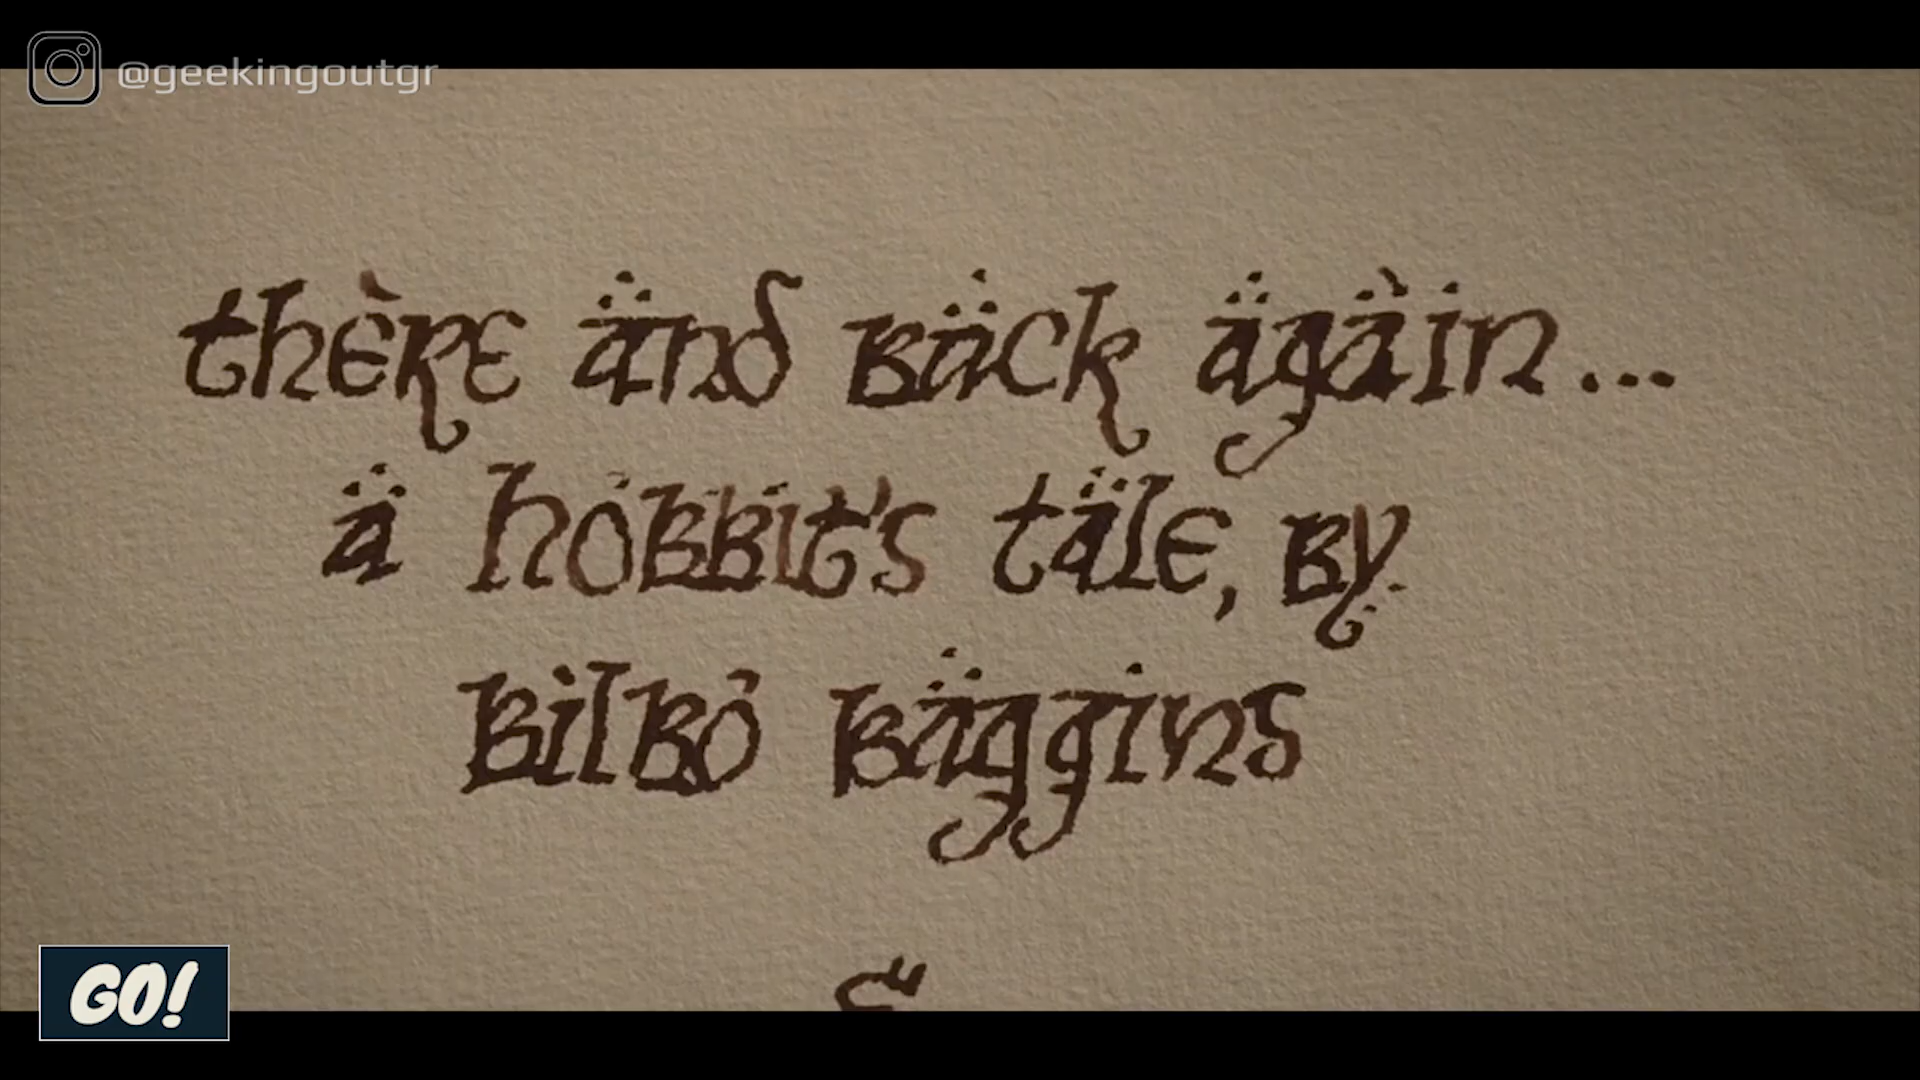 @geekingoutgr
there and back again...
a hobbit's tale, by
bilbo baggins
GO!